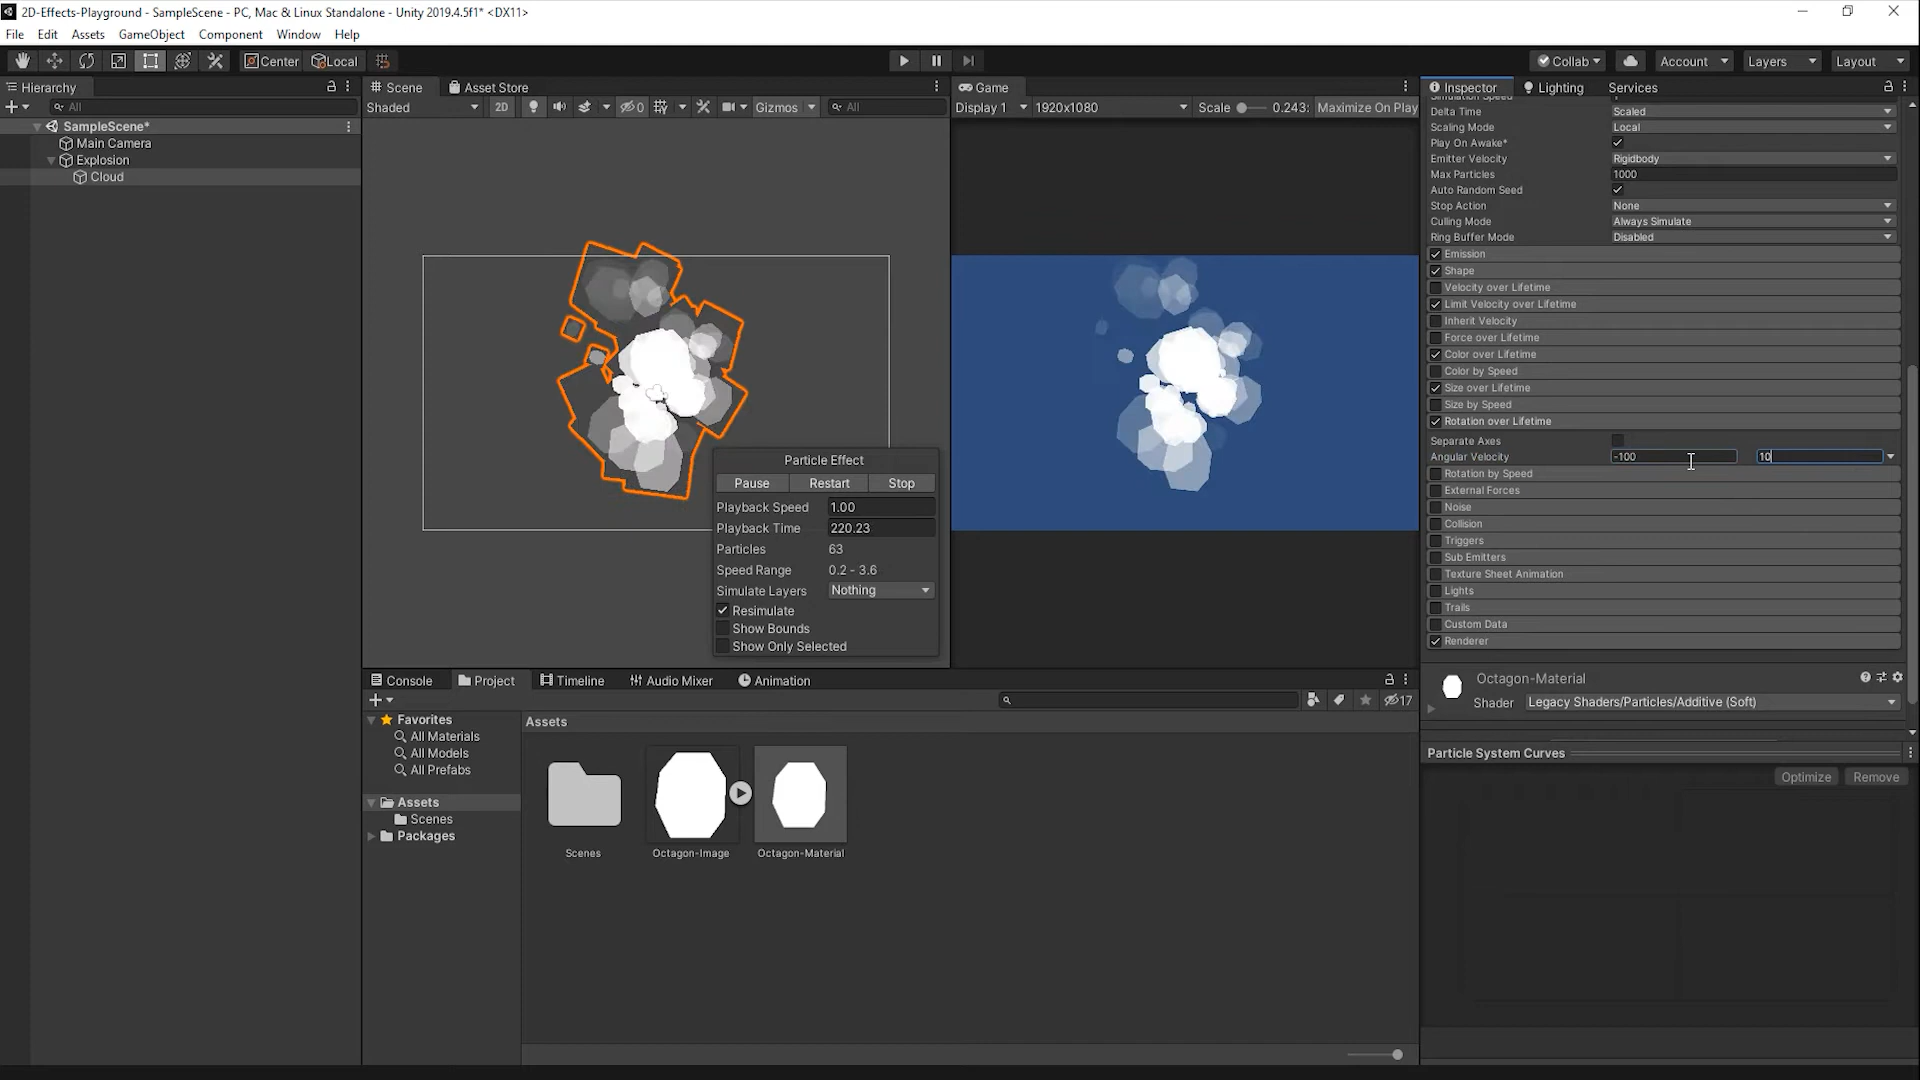 2D-Effects-Playground - SampleScene - PC, Mac & Linux Standalone - Unity 2019.4.5f1* <DX11>
File Edit Assets GameObject Component Window Help
Center Local Collab Account Layers Layout
Hierarchy
All
SampleScene*
Main Camera
Explosion
Cloud
Scene Asset Store
Shaded 2D 0 Gizmos All
Particle Effect
Pause Restart Stop
Playback Speed 1.00
Playback Time 220.23
Particles 63
Speed Range 0.2 - 3.6
Simulate Layers Nothing
Resimulate
Show Bounds
Show Only Selected
Game
Display 1 1920x1080 Scale 0.243: Maximize On Play
Inspector Lighting Services
Delta Time Scaled
Scaling Mode Local
Play On Awake*
Emitter Velocity Rigidbody
Max Particles 1000
Auto Random Seed
Stop Action None
Culling Mode Always Simulate
Ring Buffer Mode Disabled
Emission
Shape
Velocity over Lifetime
Limit Velocity over Lifetime
Inherit Velocity
Force over Lifetime
Color over Lifetime
Color by Speed
Size over Lifetime
Size by Speed
Rotation over Lifetime
Separate Axes
Angular Velocity -100 10
Rotation by Speed
External Forces
Noise
Collision
Triggers
Sub Emitters
Texture Sheet Animation
Lights
Trails
Custom Data
Renderer
Octagon-Material
Shader Legacy Shaders/Particles/Additive (Soft)
Particle System Curves
Optimize Remove
Console Project Timeline Audio Mixer Animation
17
Favorites
All Materials
All Models
All Prefabs
Assets
Scenes
Packages
Assets
Scenes Octagon-Image Octagon-Material